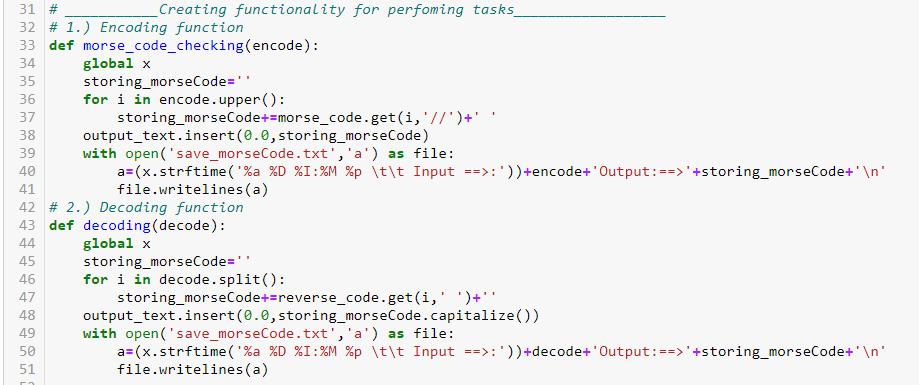 31 # ___________Creating functionality for perfoming tasks__________________
32 # 1.) Encoding function
33 def morse_code_checking(encode):
34     global x
35     storing_morseCode=''
36     for i in encode.upper():
37         storing_morseCode+=morse_code.get(i,'//')+' '
38     output_text.insert(0.0,storing_morseCode)
39     with open('save_morseCode.txt','a') as file:
40         a=(x.strftime('%a %D %I:%M %p \t\t Input ==>:'))+encode+'Output:==>'+storing_morseCode+'\n'
41         file.writelines(a)
42 # 2.) Decoding function
43 def decoding(decode):
44     global x
45     storing_morseCode=''
46     for i in decode.split():
47         storing_morseCode+=reverse_code.get(i,' ')+''
48     output_text.insert(0.0,storing_morseCode.capitalize())
49     with open('save_morseCode.txt','a') as file:
50         a=(x.strftime('%a %D %I:%M %p \t\t Input ==>:'))+decode+'Output:==>'+storing_morseCode+'\n'
51         file.writelines(a)